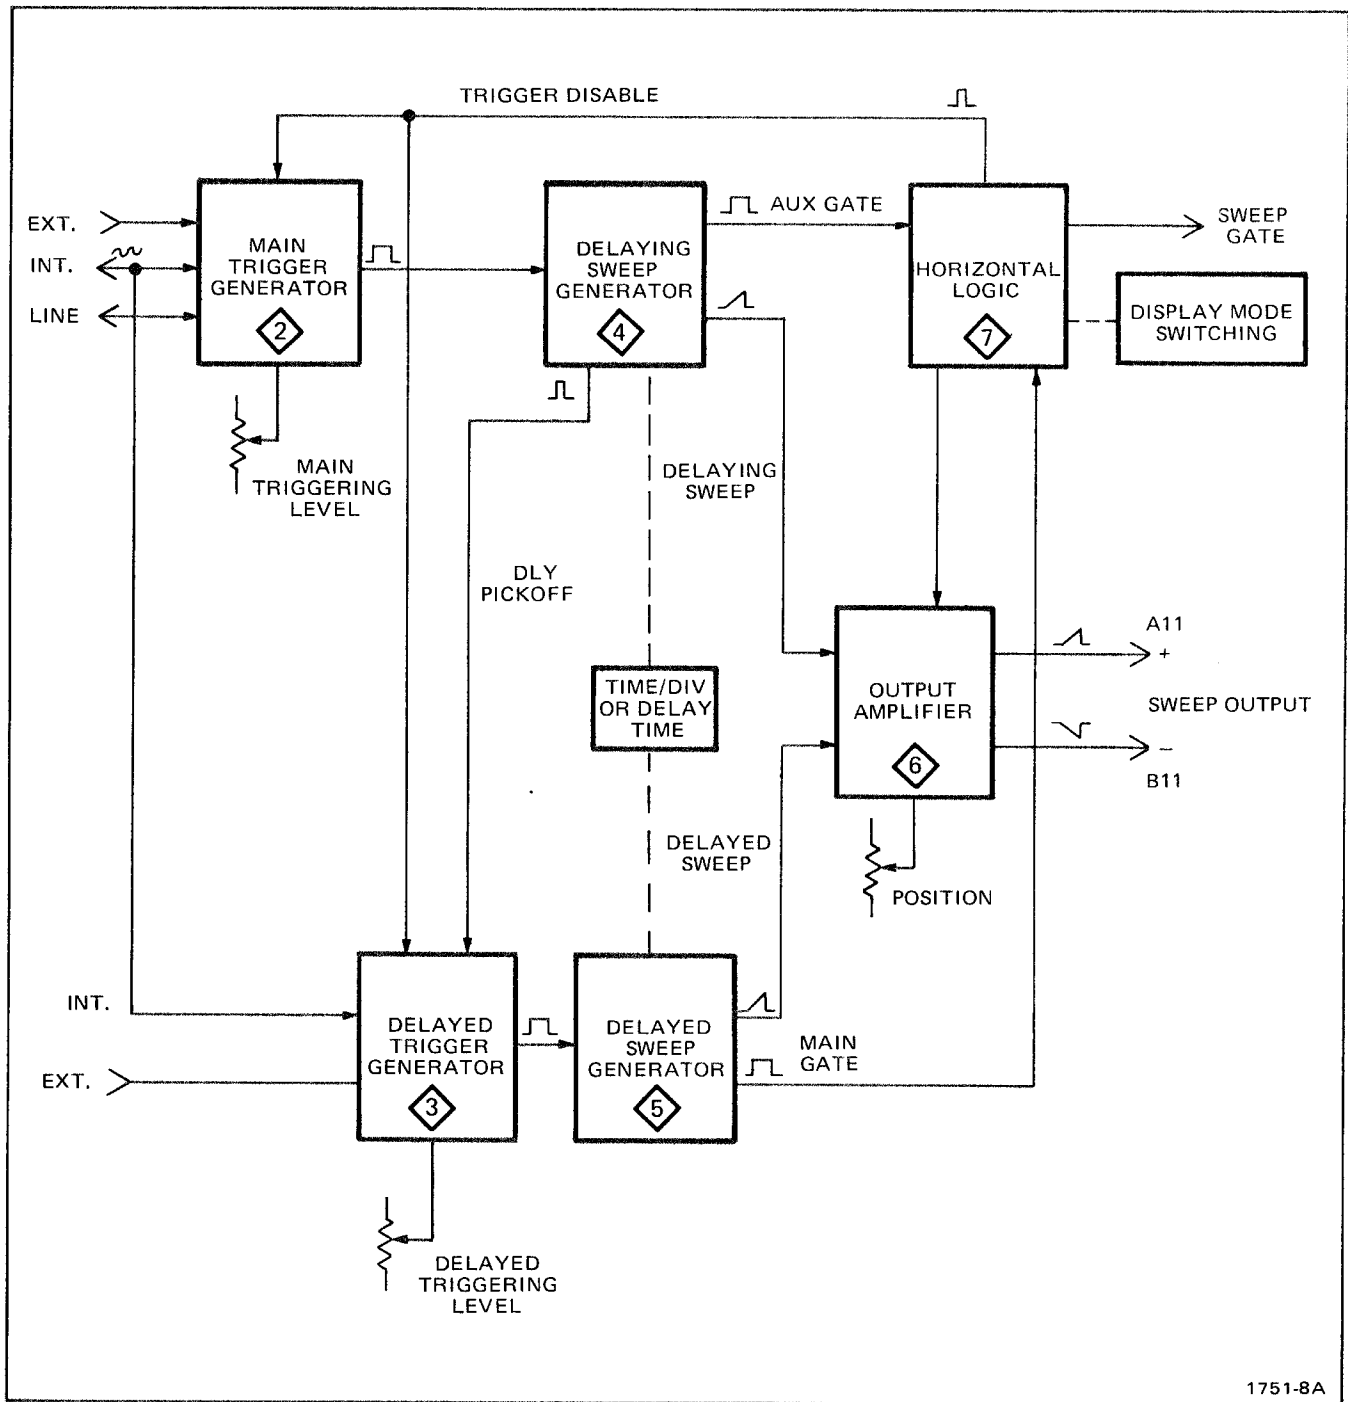 TRIGGER DISABLE
EXT.
INT.
LINE
MAIN
TRIGGER
GENERATOR
2
DELAYING
SWEEP
GENERATOR
4
AUX GATE
HORIZONTAL
LOGIC
7
SWEEP
GATE
DISPLAY MODE
SWITCHING
MAIN
TRIGGERING
LEVEL
DELAYING
SWEEP
DLY
PICKOFF
TIME/DIV
OR DELAY
TIME
OUTPUT
AMPLIFIER
6
A11
+
SWEEP OUTPUT
–
B11
DELAYED
SWEEP
POSITION
INT.
EXT.
DELAYED
TRIGGER
GENERATOR
3
DELAYED
SWEEP
GENERATOR
5
MAIN
GATE
DELAYED
TRIGGERING
LEVEL
1751-8A